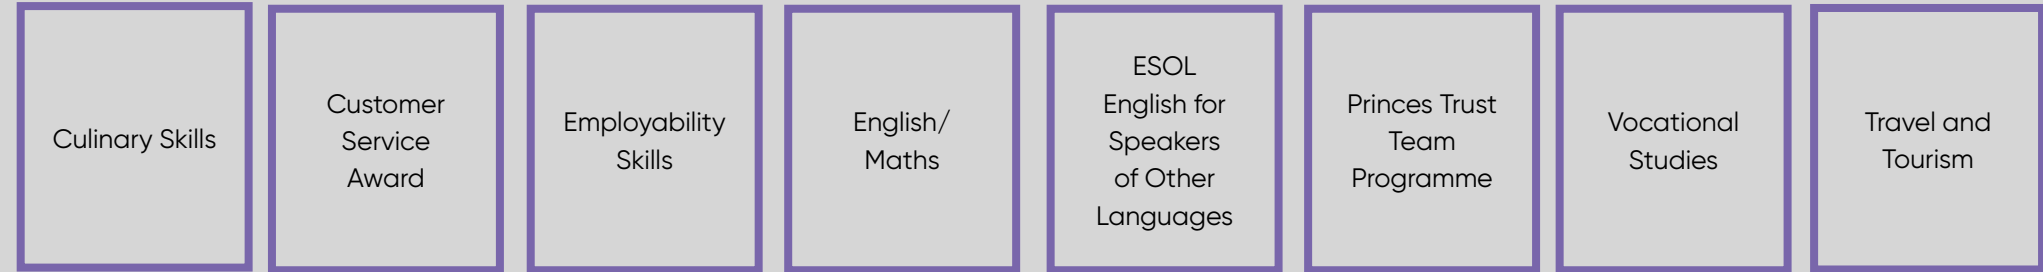 Culinary Skills
Customer
Service
Award
Employability
Skills
English/
Maths
ESOL
English for
Speakers
of Other
Languages
Princes Trust
Team
Programme
Vocational
Studies
Travel and
Tourism